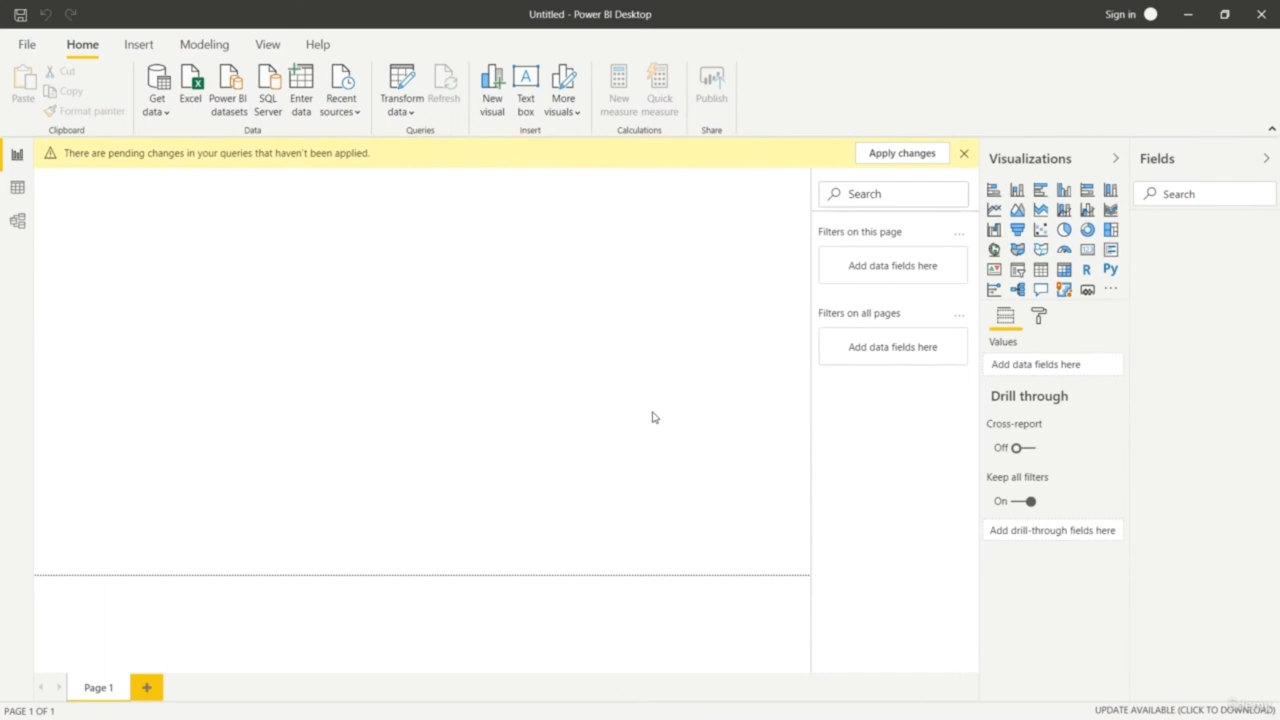 Untitled - Power BI Desktop
Sign in
File Home Insert Modeling View Help
Paste
Cut
Copy
Format painter
Clipboard
Get data
Excel
Power BI datasets
SQL Server
Enter data
Recent sources
Data
Transform data
Refresh
Queries
New visual
A
Text box
More visuals
Insert
New measure
Quick measure
Calculations
Publish
Share
There are pending changes in your queries that haven't been applied.
Apply changes
Search
Filters on this page
...
Add data fields here
Filters on all pages
...
Add data fields here
Visualizations
R Py
...
Values
Add data fields here
Drill through
Cross-report
Off
Keep all filters
On
Add drill-through fields here
Fields
Search
Page 1
+
PAGE 1 OF 1
UPDATE AVAILABLE (CLICK TO DOWNLOAD)